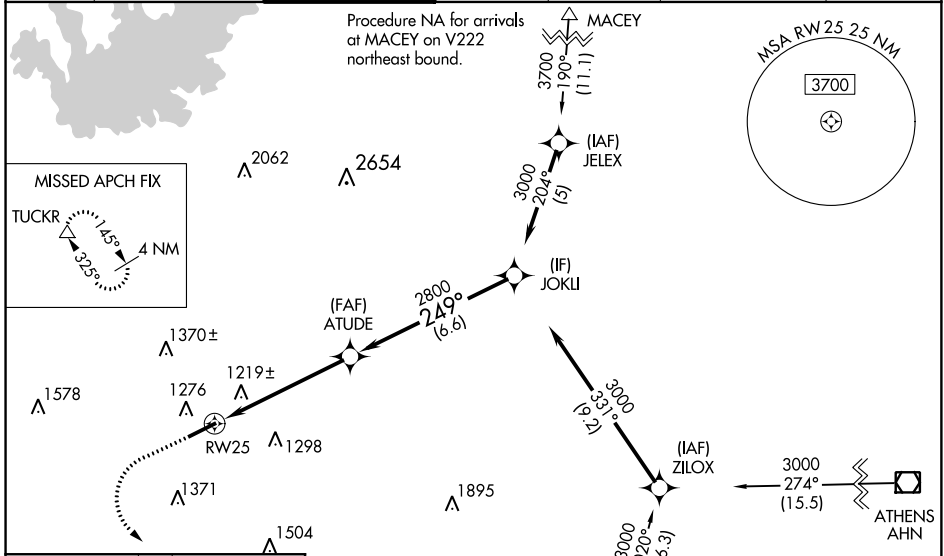 Procedure NA for arrivals
at MACEY on V222
northeast bound.
MACEY
3700
190°
(11.1)
MSA RW25 25 NM
3700
(IAF)
JELEX
3000
204°
(5)
2062
2654
MISSED APCH FIX
TUCKR
145°
4 NM
325°
(IF)
JOKLI
2800
249°
(6.6)
(FAF)
ATUDE
1370±
1219±
1578
1276
RW25
1298
1371
1504
1895
3000
331°
(9.2)
(IAF)
ZILOX
3000
274°
(15.5)
ATHENS
AHN
3000